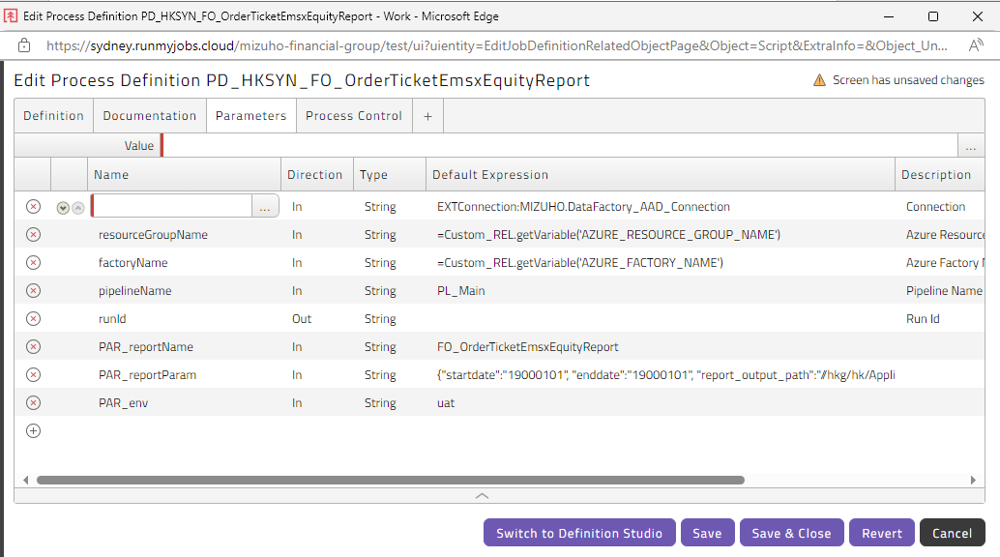 Edit Process Definition PD_HKSYN_FO_OrderTicketEmsxEquityReport - Work - Microsoft Edge
https://sydney.runmyjobs.cloud/mizuho-financial-group/test/ui?uientity=EditJobDefinitionRelatedObjectPage&Object=Script&ExtraInfo=&Object_Un... A
Edit Process Definition PD_HKSYN_FO_OrderTicketEmsxEquityReport Screen has unsaved changes
Definition Documentation Parameters Process Control +
Value ...
Name Direction Type Default Expression Description
... In String EXTConnection:MIZUHO.DataFactory_AAD_Connection Connection
resourceGroupName In String =Custom_REL.getVariable('AZURE_RESOURCE_GROUP_NAME') Azure Resource
factoryName In String =Custom_REL.getVariable('AZURE_FACTORY_NAME') Azure Factory
pipelineName In String PL_Main Pipeline Name
runId Out String Run Id
PAR_reportName In String FO_OrderTicketEmsxEquityReport
PAR_reportParam In String {"startdate":"19000101", "enddate":"19000101", "report_output_path":"//hkg/hk/Appli
PAR_env In String uat
Switch to Definition Studio Save Save & Close Revert Cancel